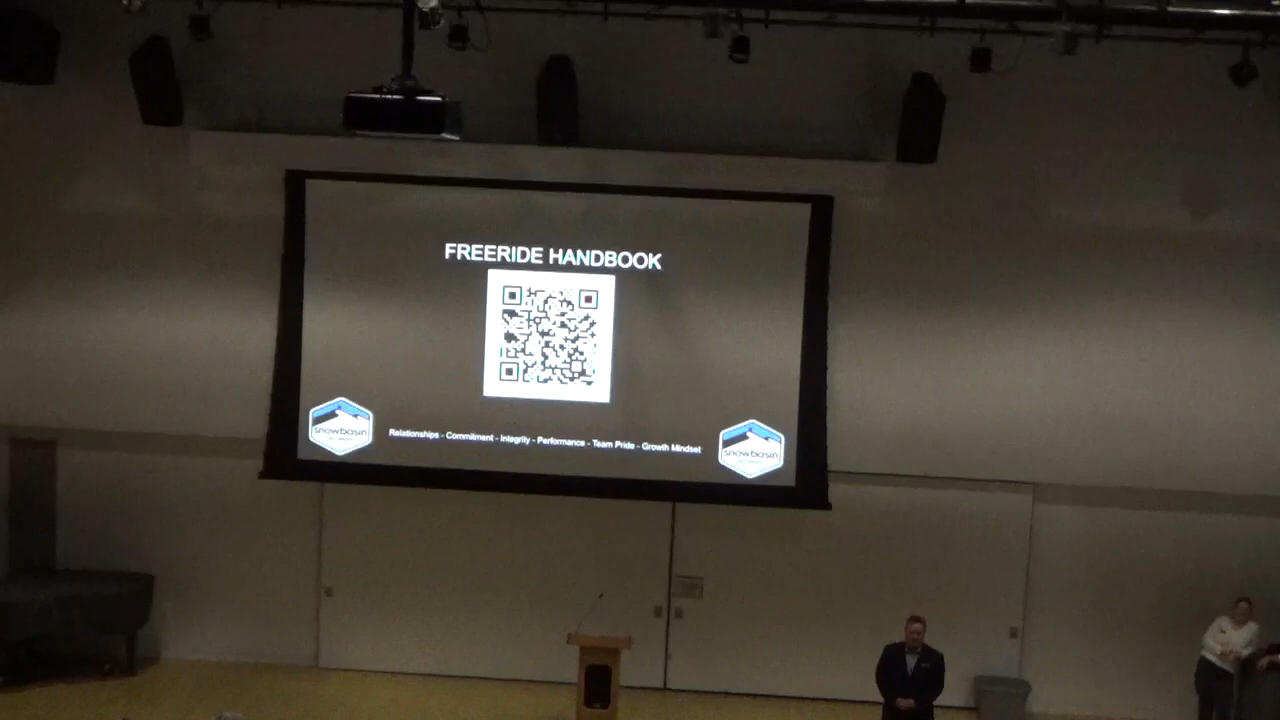 FREERIDE HANDBOOK
Relationships - Commitment - Integrity - Performance - Team Pride - Growth Mindset
snowbasin
snowbasin